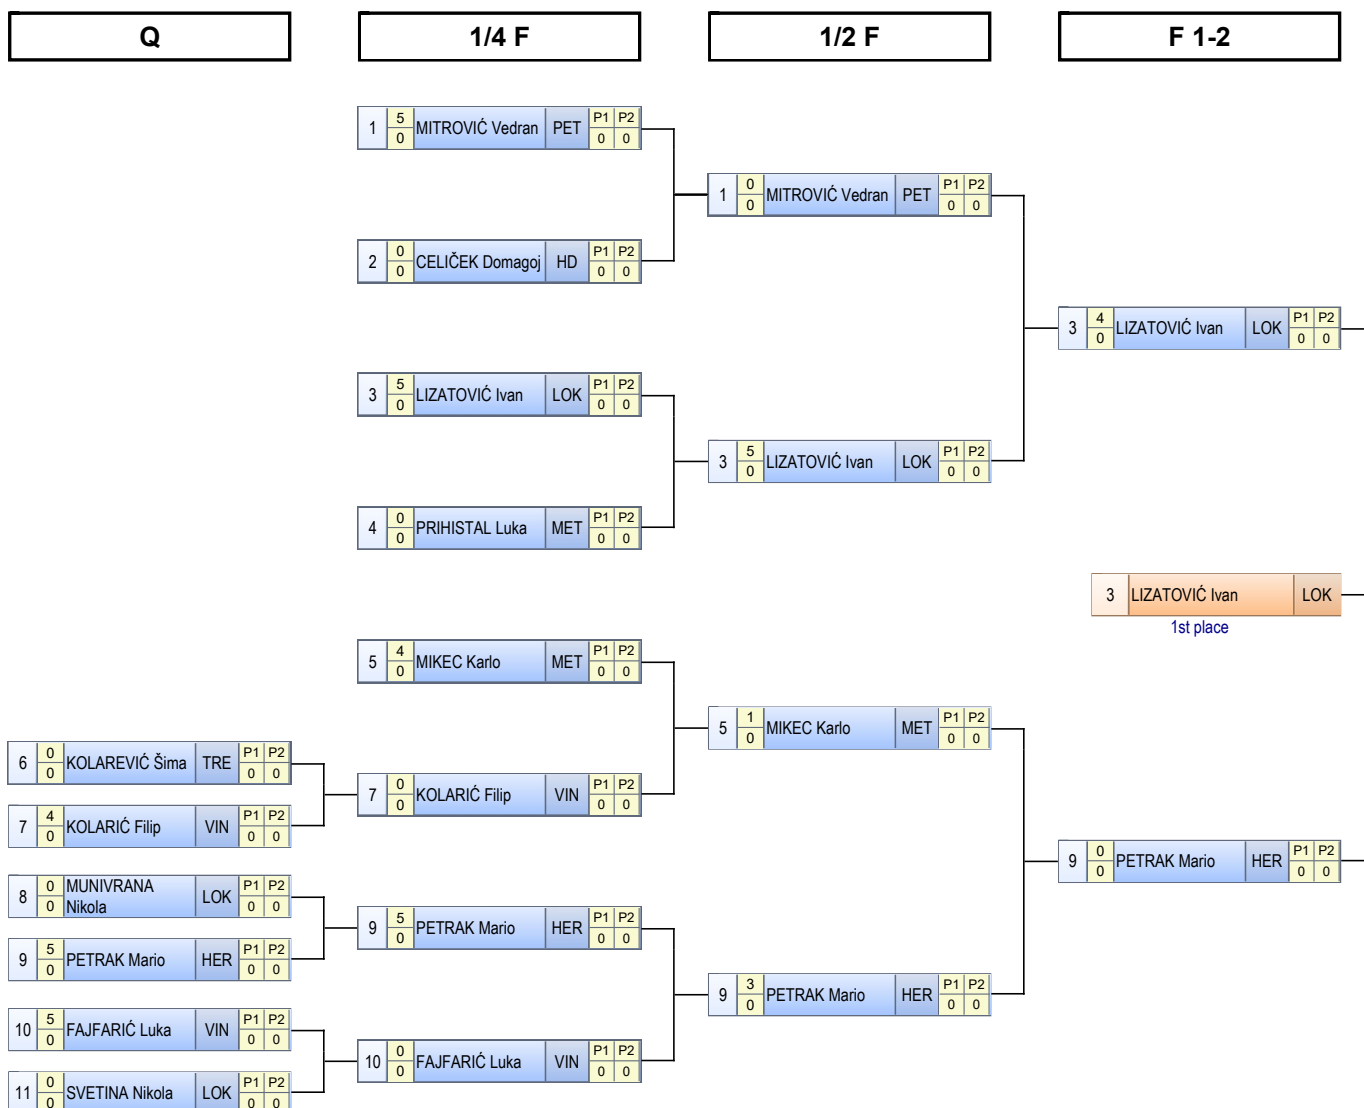 Q 1/4 F 1/2 F F 1-2
1 5 0 MITROVIĆ Vedran PET P1 P2 0 0
1 0 0 MITROVIĆ Vedran PET P1 P2 0 0
2 0 0 CELIČEK Domagoj HD P1 P2 0 0
3 4 0 LIZATOVIĆ Ivan LOK P1 P2 0 0
3 5 0 LIZATOVIĆ Ivan LOK P1 P2 0 0
3 5 0 LIZATOVIĆ Ivan LOK P1 P2 0 0
4 0 0 PRIHISTAL Luka MET P1 P2 0 0
3 LIZATOVIĆ Ivan LOK
1st place
5 4 0 MIKEC Karlo MET P1 P2 0 0
5 1 0 MIKEC Karlo MET P1 P2 0 0
6 0 0 KOLAREVIĆ Šima TRE P1 P2 0 0
7 0 0 KOLARIĆ Filip VIN P1 P2 0 0
7 4 0 KOLARIĆ Filip VIN P1 P2 0 0
9 0 0 PETRAK Mario HER P1 P2 0 0
8 0 0 MUNIVRANA Nikola LOK P1 P2 0 0
9 5 0 PETRAK Mario HER P1 P2 0 0
9 5 0 PETRAK Mario HER P1 P2 0 0
9 3 0 PETRAK Mario HER P1 P2 0 0
10 5 0 FAJFARIĆ Luka VIN P1 P2 0 0
10 0 0 FAJFARIĆ Luka VIN P1 P2 0 0
11 0 0 SVETINA Nikola LOK P1 P2 0 0